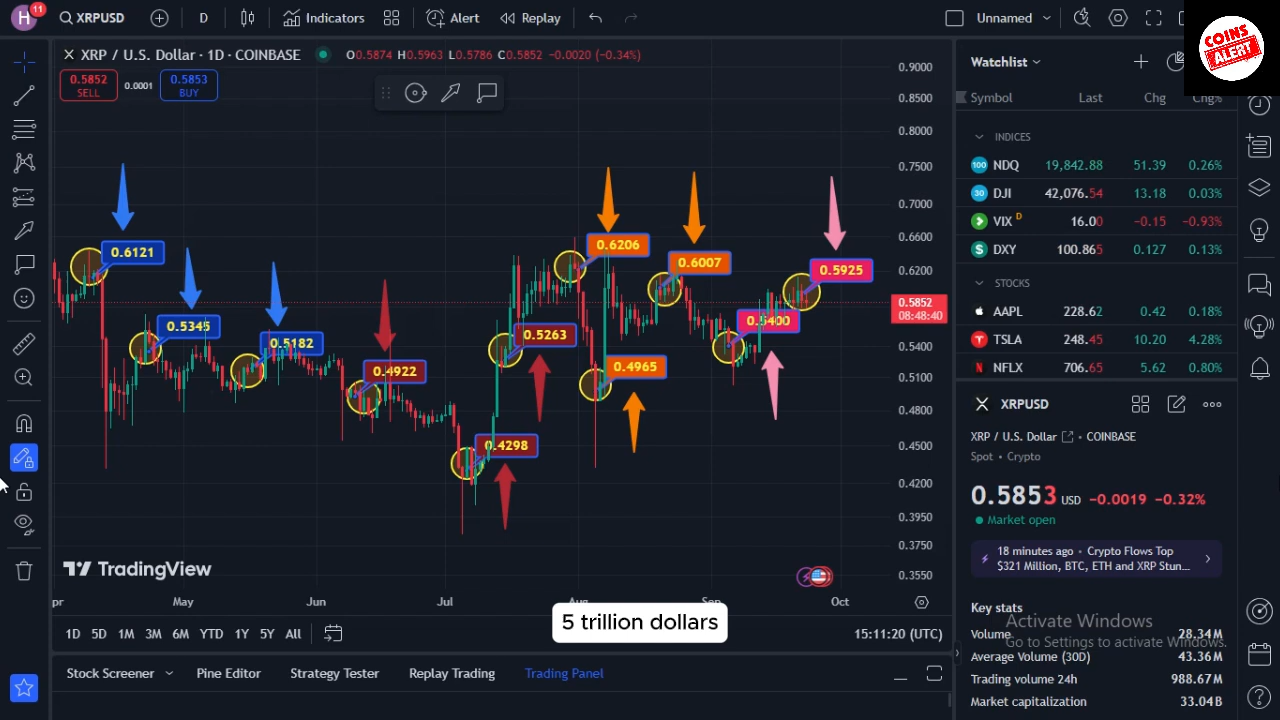 H 11
XRPUSD
D
Indicators
Alert
Replay
Unnamed
COINS
ALERT
XRP / U.S. Dollar · 1D · COINBASE
O0.5874 H0.5963 L0.5786 C0.5852 −0.0020 (−0.34%)
0.5852
SELL
0.0001
0.5853
BUY
0.9000
0.8500
0.8000
0.7500
0.7000
0.6600
0.6200
0.5852
08:48:40
0.5400
0.5100
0.4800
0.4500
0.4200
0.3950
0.3750
0.3550
0.6121
0.5345
0.5182
0.4922
0.4298
0.5263
0.6206
0.4965
0.6007
0.5400
0.5925
TradingView
pr
May
Jun
Jul
Aug
Sep
Oct
5 trillion dollars
1D 5D 1M 3M 6M YTD 1Y 5Y All
15:11:20 (UTC)
Stock Screener
Pine Editor
Strategy Tester
Replay Trading
Trading Panel
Watchlist
Symbol Last Chg Chg%
INDICES
100 NDQ 19,842.88 51.39 0.26%
30 DJI 42,076.54 13.18 0.03%
VIX D 16.00 −0.15 −0.93%
$ DXY 100.865 0.127 0.13%
STOCKS
AAPL 228.62 0.42 0.18%
TSLA 248.45 10.20 4.28%
N NFLX 706.65 5.62 0.80%
XRPUSD
XRP / U.S. Dollar · COINBASE
Spot · Crypto
0.5853 USD −0.0019 −0.32%
Market open
18 minutes ago · Crypto Flows Top
$321 Million, BTC, ETH and XRP Stun...
Key stats
Activate Windows
Volume 28.34M
Go to Settings to activate Windows.
Average Volume (30D) 43.36M
Trading volume 24h 988.67M
Market capitalization 33.04B